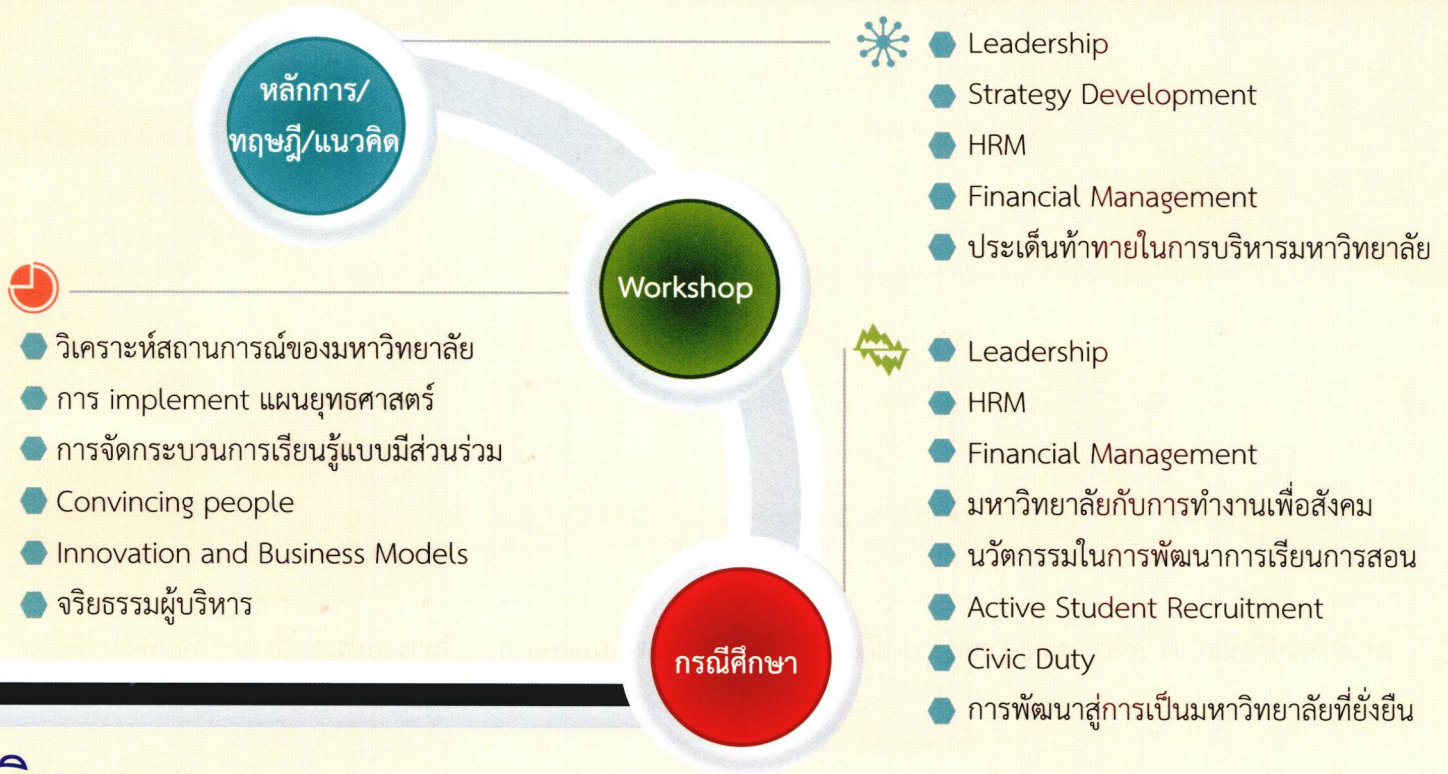 หลักการ/
ทฤษฎี/แนวคิด
Leadership
Strategy Development
HRM
Financial Management
ประเด็นท้าทายในการบริหารมหาวิทยาลัย
Workshop
วิเคราะห์สถานการณ์ของมหาวิทยาลัย
การ implement แผนยุทธศาสตร์
การจัดกระบวนการเรียนรู้แบบมีส่วนร่วม
Convincing people
Innovation and Business Models
จริยธรรมผู้บริหาร
กรณีศึกษา
Leadership
HRM
Financial Management
มหาวิทยาลัยกับการทำงานเพื่อสังคม
นวัตกรรมในการพัฒนาการเรียนการสอน
Active Student Recruitment
Civic Duty
การพัฒนาสู่การเป็นมหาวิทยาลัยที่ยั่งยืน